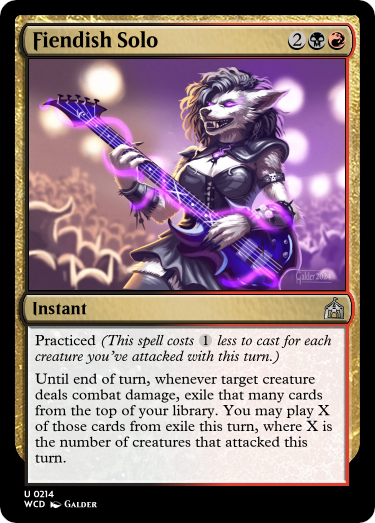 Fiendish Solo 2
Galder2024
Instant
Practiced (This spell costs 1 less to cast for each
creature you've attacked with this turn.)
Until end of turn, whenever target creature
deals combat damage, exile that many cards
from the top of your library. You may play X
of those cards from exile this turn, where X is
the number of creatures that attacked this
turn.
U 0214
WCD Galder